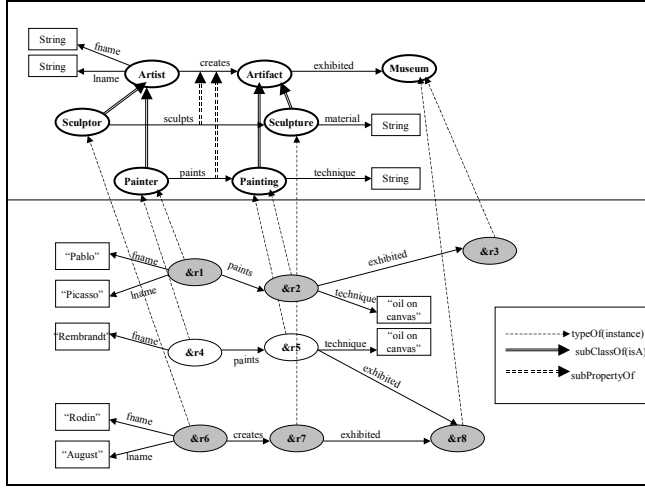 String
fname
String
lname
Artist
creates
Artifact
exhibited
Museum
Sculptor
sculpts
Sculpture
material
String
Painter
paints
Painting
technique
String
"Pablo"
fname
&r1
paints
"Picasso"
lname
&r2
exhibited
&r3
technique
"oil on
canvas"
"Rembrandt"
fname
&r4
paints
&r5
technique
"oil on
canvas"
exhibited
"Rodin"
fname
&r6
creates
&r7
exhibited
&r8
"August"
lname
typeOf(instance)
subClassOf(isA)
subPropertyOf